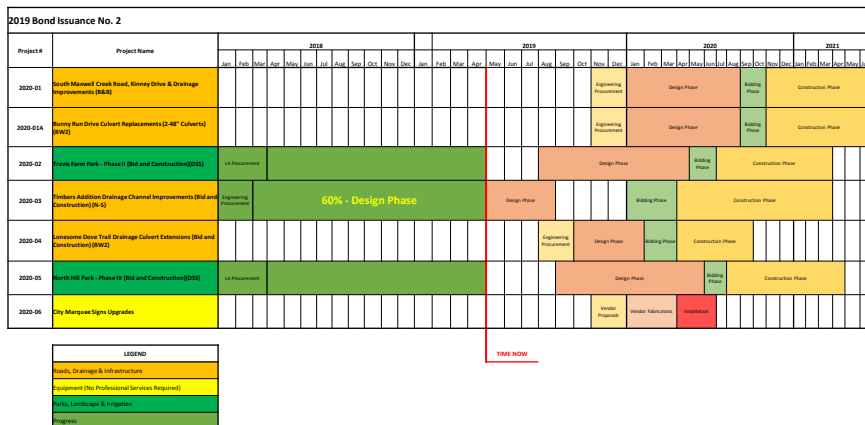 2019 Bond Issuance No. 2
Project #
Project Name
2018
2019
2020
2021
Jan Feb Mar Apr May Jun Jul Aug Sep Oct Nov Dec Jan
Feb Mar Apr May Jun Jul Aug Sep Nov Dec
Jan Feb Mar Apr May Jun Jul Aug Sep Oct Nov Dec Jan Feb Mar Apr May
2020-01
South Maxwell Creek Road, Kinney Drive & Drainage
Improvements (B&B)
Engineering
Procurement
Design Phase
Bidding
Phase
Construction Phase
2020-01A
Bunny Run Drive Culvert Replacements (2-48" Culverts)
(BW2)
Engineering
Procurement
Design Phase
Bidding
Phase
Construction Phase
2020-02
Travis Farm Park - Phase II (Bid and Construction)(DSS)
LA Procurement
Design Phase
Bidding
Phase
Construction Phase
2020-03
Timbers Addition Drainage Channel Improvements (Bid and
Construction) (N-S)
Engineering
Procurement
60% - Design Phase
Design Phase
Bidding Phase
Construction Phase
2020-04
Lonesome Dove Trail Drainage Culvert Extensions (Bid and
Construction) (BW2)
Engineering
Procurement
Design Phase
Bidding Phase
Construction Phase
2020-05
North Hill Park - Phase III (Bid and Construction)(DSS)
LA Procurement
Design Phase
Bidding
Phase
Construction Phase
2020-06
City Marquee Signs Upgrades
Vendor
Proposals
Vendor Fabricatons
Installation
TIME NOW
LEGEND
Roads, Drainage & Infrastructure
Equipment (No Professional Services Required)
Parks, Landscape & Irrigation
Progress